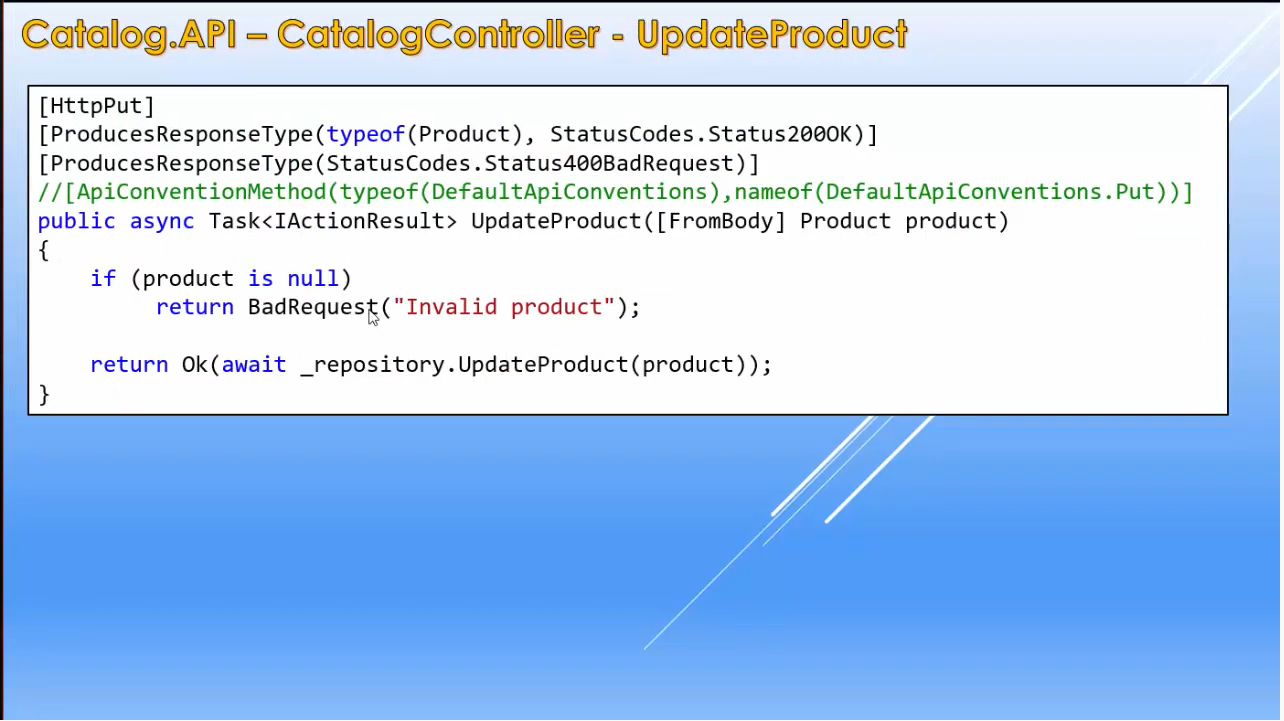 Catalog.API – CatalogController - UpdateProduct
[HttpPut]
[ProducesResponseType(typeof(Product), StatusCodes.Status200OK)]
[ProducesResponseType(StatusCodes.Status400BadRequest)]
//[ApiConventionMethod(typeof(DefaultApiConventions),nameof(DefaultApiConventions.Put))]
public async Task<IActionResult> UpdateProduct([FromBody] Product product)
{
    if (product is null)
         return BadRequest("Invalid product");
    return Ok(await _repository.UpdateProduct(product));
}